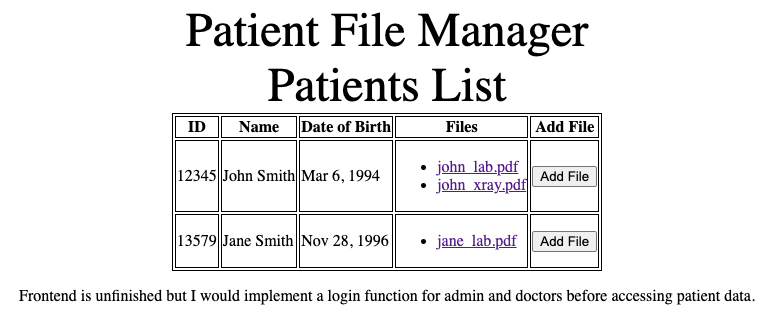 Patient File Manager
Patients List
ID Name Date of Birth Files Add File
12345 John Smith Mar 6, 1994 john_lab.pdf john_xray.pdf Add File
13579 Jane Smith Nov 28, 1996 jane_lab.pdf Add File
Frontend is unfinished but I would implement a login function for admin and doctors before accessing patient data.